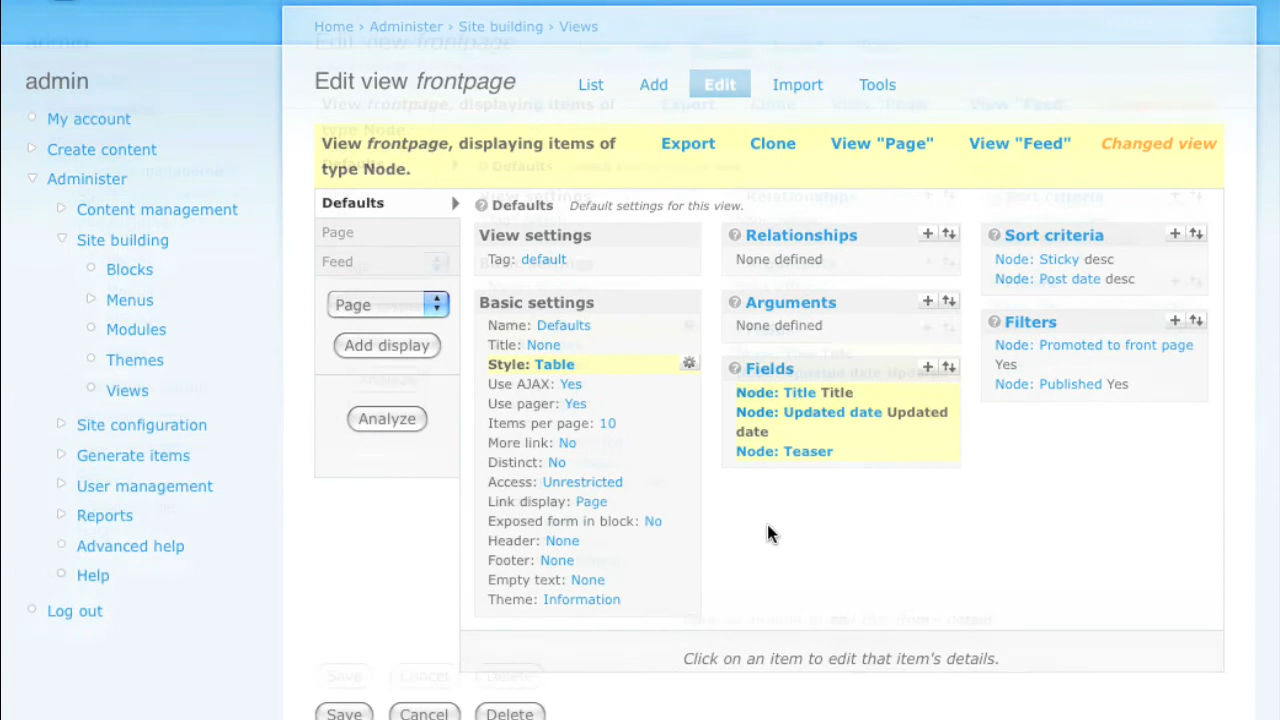 Home › Administer › Site building › Views
admin
Edit view frontpage
List
Add
Edit
Import
Tools
My account
Create content
Administer
Content management
Site building
Blocks
Menus
Modules
Themes
Views
Site configuration
Generate items
User management
Reports
Advanced help
Help
Log out
View frontpage, displaying items of
type Node.
Export
Clone
View "Page"
View "Feed"
Changed view
Defaults
Page
Feed
Page
Add display
Analyze
Defaults Default settings for this view.
View settings
Tag: default
Basic settings
Name: Defaults
Title: None
Style: Table
Use AJAX: Yes
Use pager: Yes
Items per page: 10
More link: No
Distinct: No
Access: Unrestricted
Link display: Page
Exposed form in block: No
Header: None
Footer: None
Empty text: None
Theme: Information
Relationships
None defined
Arguments
None defined
Fields
Node: Title Title
Node: Updated date Updated
date
Node: Teaser
Sort criteria
Node: Sticky desc
Node: Post date desc
Filters
Node: Promoted to front page
Yes
Node: Published Yes
Click on an item to edit that item's details.
Save
Cancel
Delete